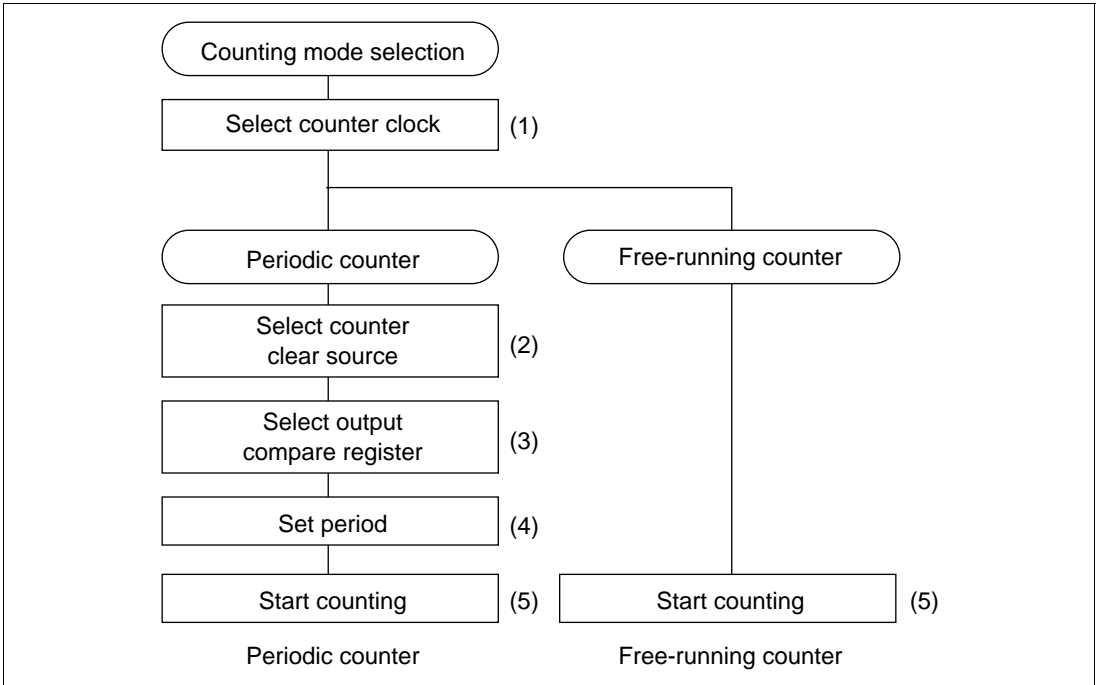 Counting mode selection
Select counter clock (1)
Periodic counter Free-running counter
Select counter
clear source (2)
Select output
compare register (3)
Set period (4)
Start counting (5) Start counting (5)
Periodic counter Free-running counter